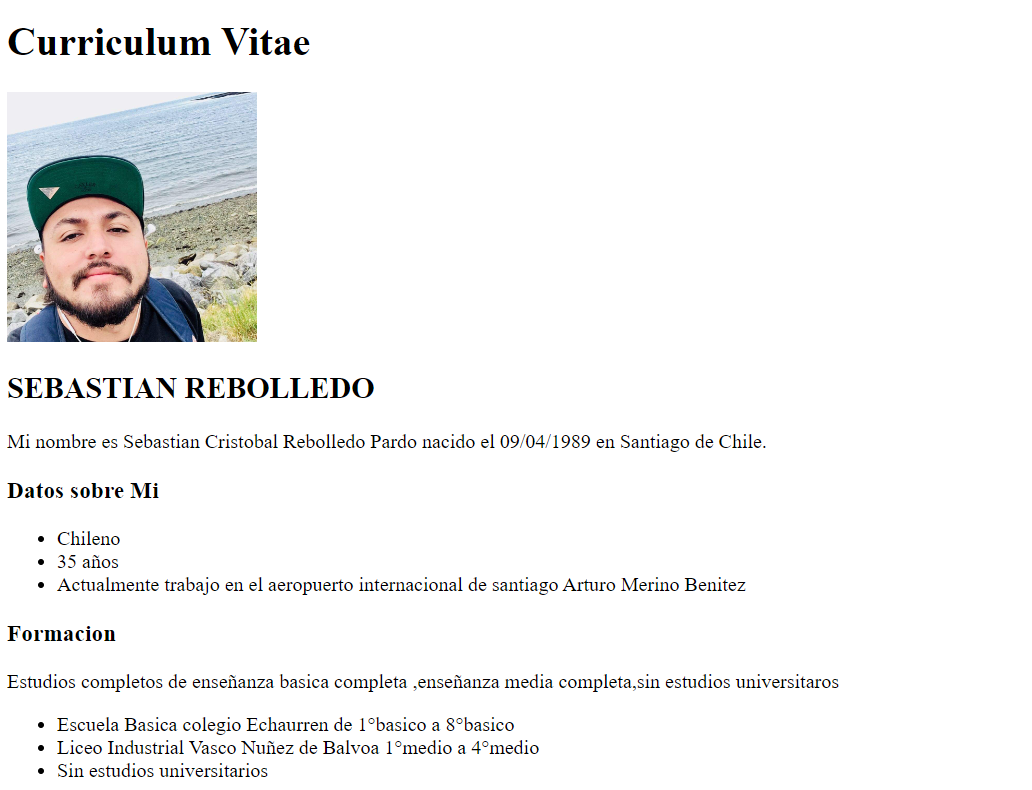 Curriculum Vitae
SEBASTIAN REBOLLEDO
Mi nombre es Sebastian Cristobal Rebolledo Pardo nacido el 09/04/1989 en Santiago de Chile.
Datos sobre Mi
Chileno
35 años
Actualmente trabajo en el aeropuerto internacional de santiago Arturo Merino Benitez
Formacion
Estudios completos de enseñanza basica completa ,enseñanza media completa,sin estudios universitaros
Escuela Basica colegio Echaurren de 1°basico a 8°basico
Liceo Industrial Vasco Nuñez de Balvoa 1°medio a 4°medio
Sin estudios universitarios